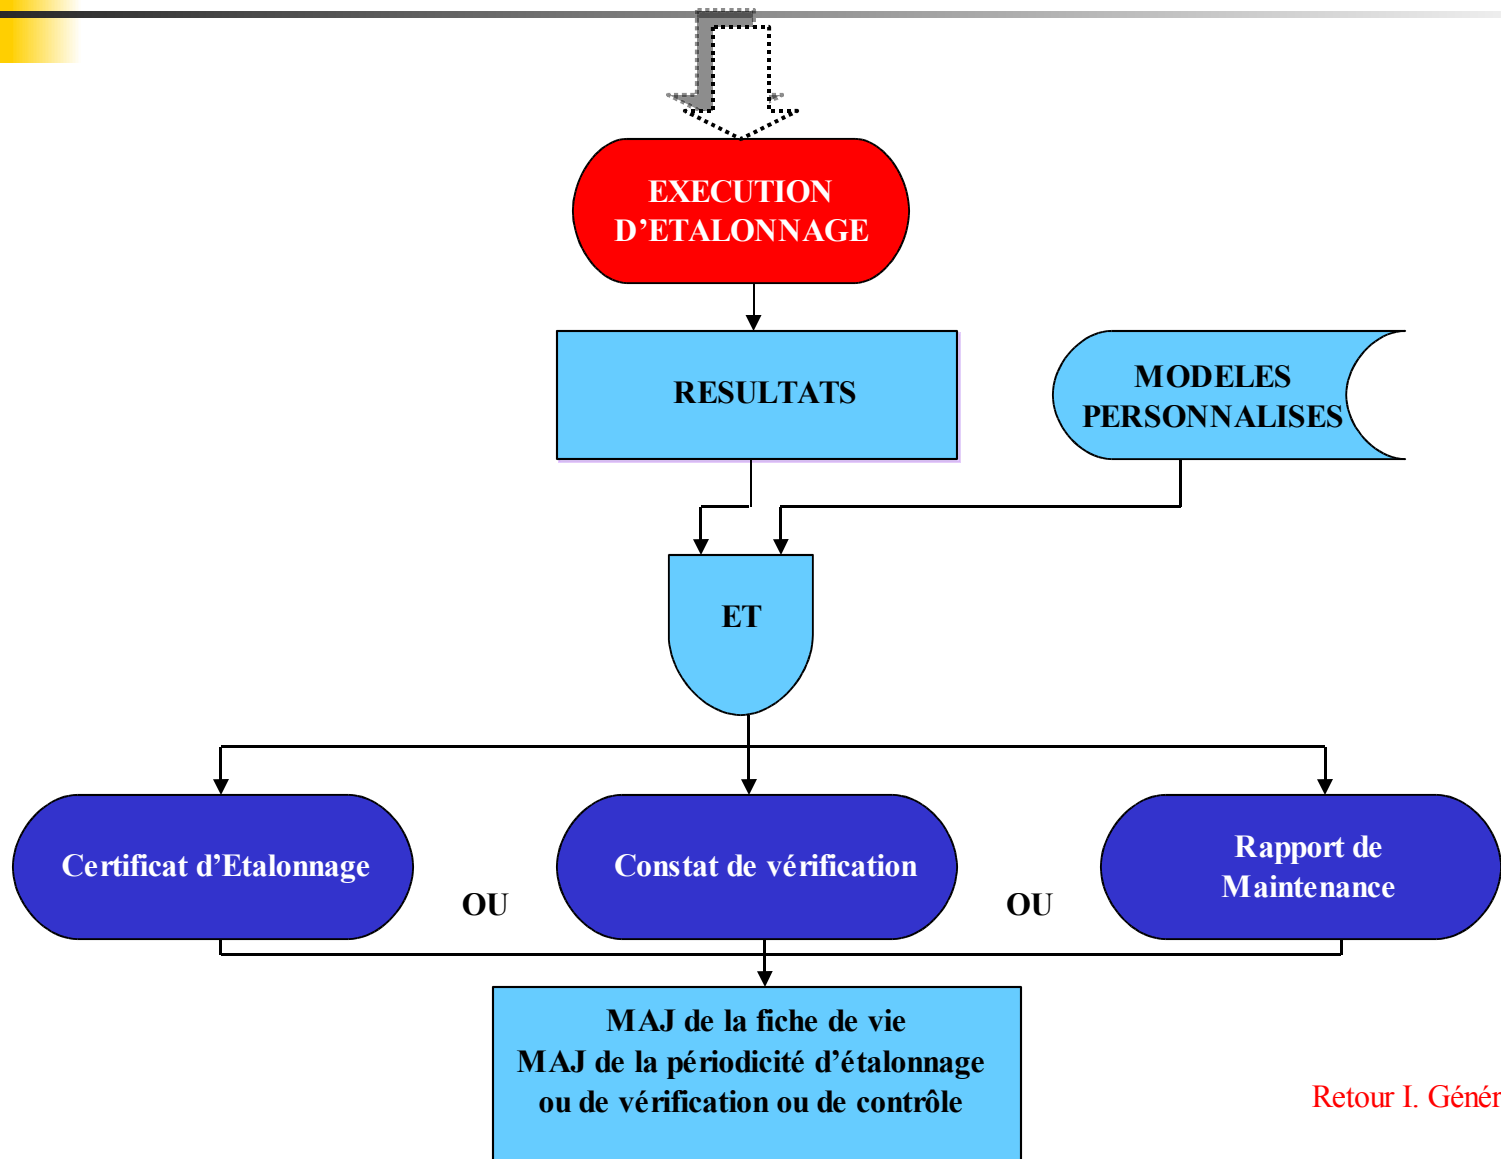 EXECUTION
D’ETALONNAGE
RESULTATS
MODELES
PERSONNALISES
ET
Certificat d’Etalonnage
OU
Constat de vérification
OU
Rapport de
Maintenance
MAJ de la fiche de vie
MAJ de la périodicité d’étalonnage
ou de vérification ou de contrôle
Retour I. Génér